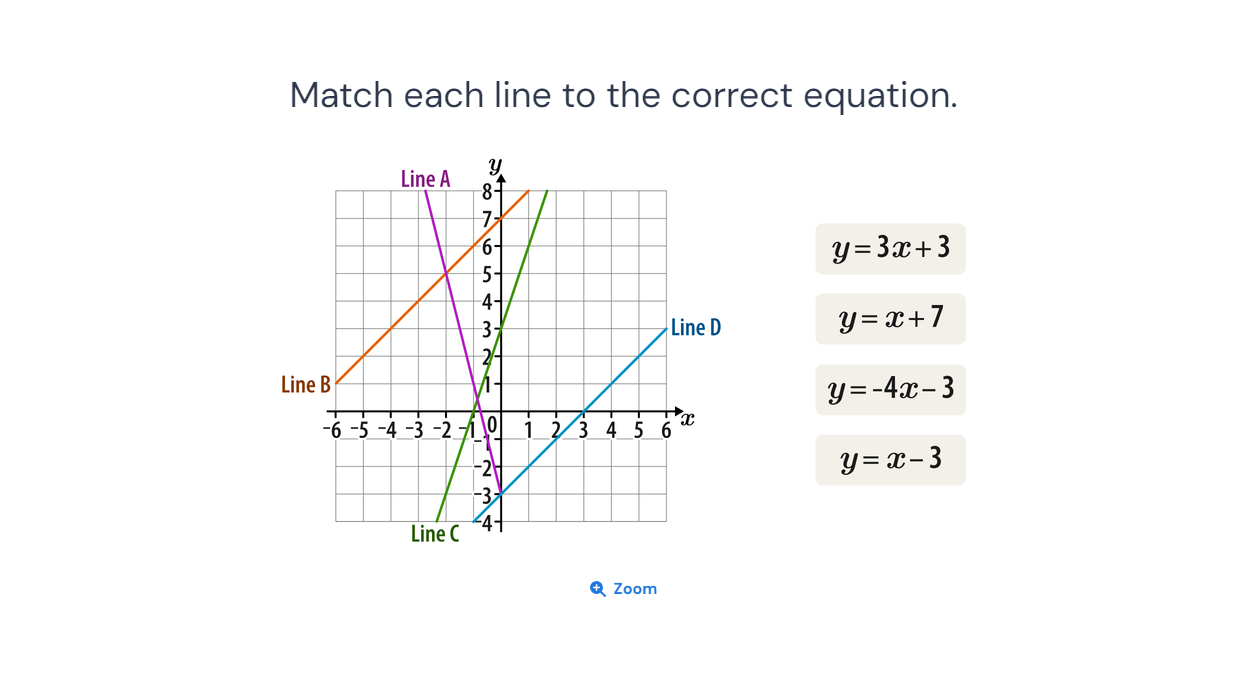 Match each line to the correct equation.
y
Line A
8
7
6
5
4
3
2
1
Line D
Line B
-6 -5 -4 -3 -2 -1 0 1 2 3 4 5 6 x
-1
-2
-3
-4
Line C
y = 3x + 3
y = x + 7
y = -4x - 3
y = x - 3
Zoom